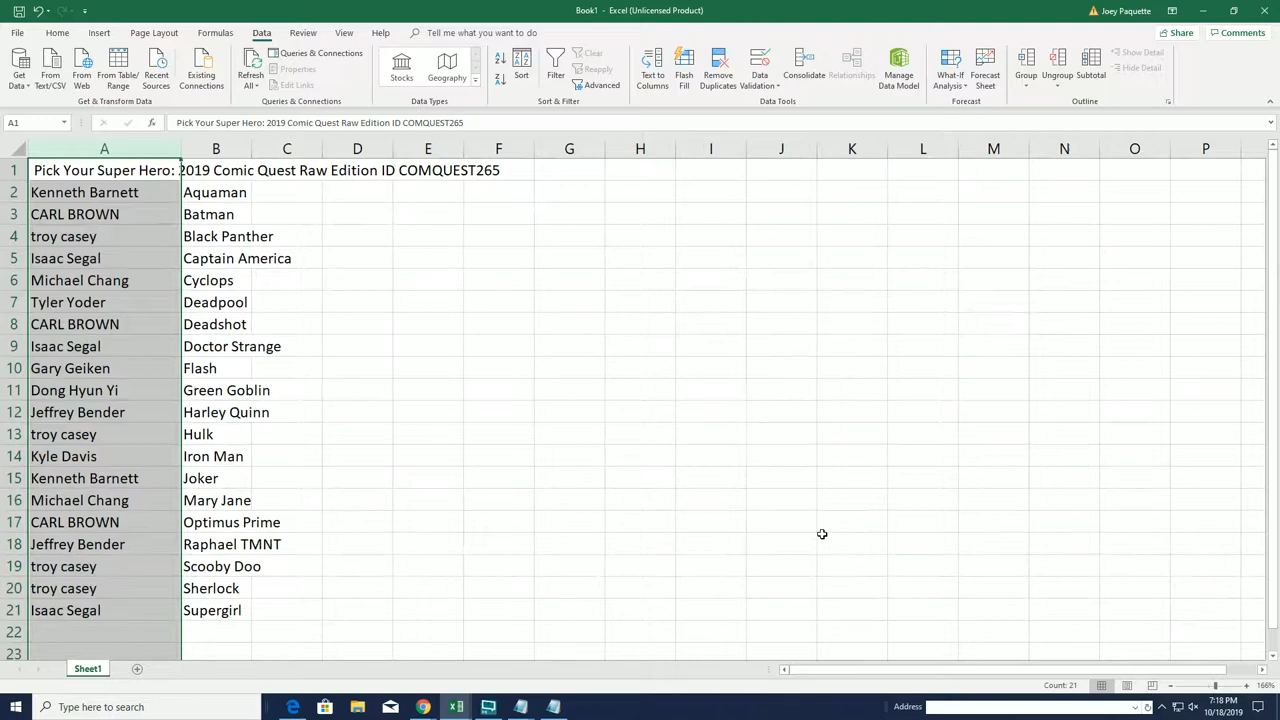 Book1 - Excel (Unlicensed Product)
Joey Paquette
File Home Insert Page Layout Formulas Data Review View Help Tell me what you want to do
Share Comments
Get Data From Text/CSV From Web From Table/Range Recent Sources Existing Connections
Get & Transform Data
Refresh All Queries & Connections Properties Edit Links
Queries & Connections
Stocks Geography
Data Types
Sort Filter Clear Reapply Advanced
Sort & Filter
Text to Columns Flash Fill Remove Duplicates Data Validation Consolidate Relationships Manage Data Model
Data Tools
What-If Analysis Forecast Sheet
Forecast
Group Ungroup Subtotal Show Detail Hide Detail
Outline
A1 fx Pick Your Super Hero: 2019 Comic Quest Raw Edition ID COMQUEST265
A B C D E F G H I J K L M N O P
1 Pick Your Super Hero: 2019 Comic Quest Raw Edition ID COMQUEST265
2 Kenneth Barnett Aquaman
3 CARL BROWN Batman
4 troy casey Black Panther
5 Isaac Segal Captain America
6 Michael Chang Cyclops
7 Tyler Yoder Deadpool
8 CARL BROWN Deadshot
9 Isaac Segal Doctor Strange
10 Gary Geiken Flash
11 Dong Hyun Yi Green Goblin
12 Jeffrey Bender Harley Quinn
13 troy casey Hulk
14 Kyle Davis Iron Man
15 Kenneth Barnett Joker
16 Michael Chang Mary Jane
17 CARL BROWN Optimus Prime
18 Jeffrey Bender Raphael TMNT
19 troy casey Scooby Doo
20 troy casey Sherlock
21 Isaac Segal Supergirl
22
23
Sheet1
Count: 21 166%
Type here to search
Address
7:18 PM
10/18/2019